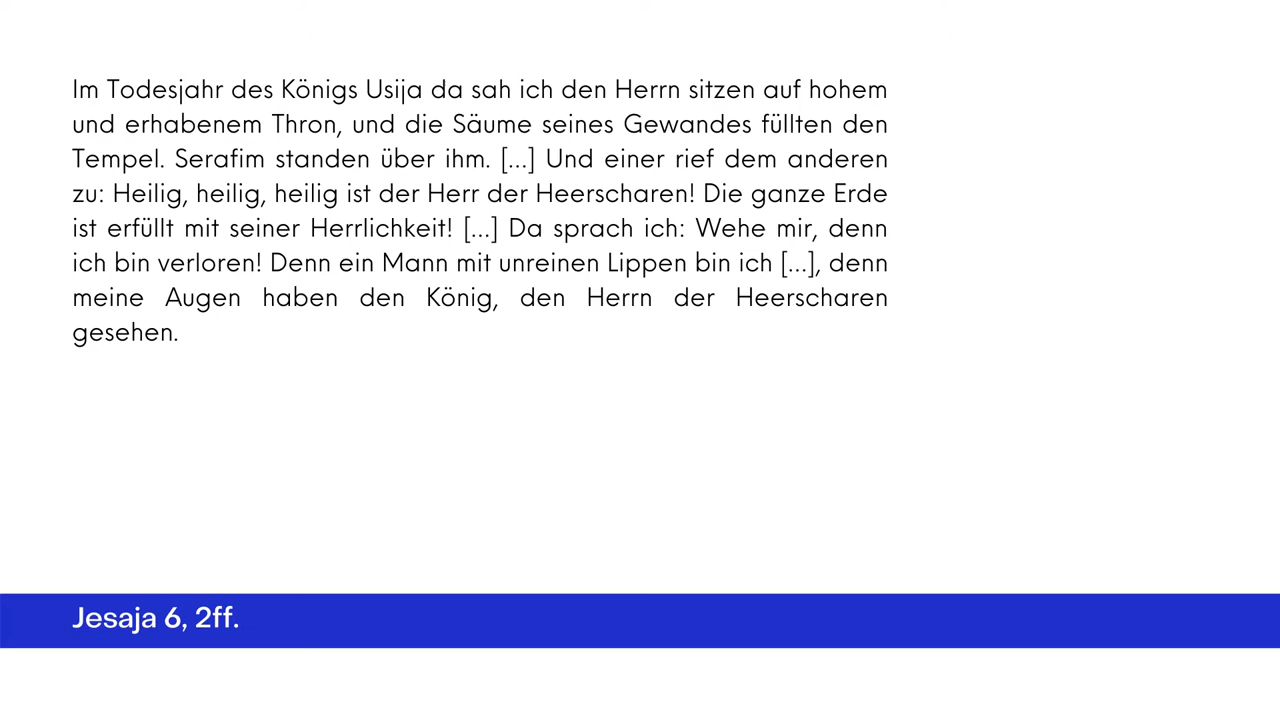 Im Todesjahr des Königs Usija da sah ich den Herrn sitzen auf hohem
und erhabenem Thron, und die Säume seines Gewandes füllten den
Tempel. Serafim standen über ihm. [...] Und einer rief dem anderen
zu: Heilig, heilig, heilig ist der Herr der Heerscharen! Die ganze Erde
ist erfüllt mit seiner Herrlichkeit! [...] Da sprach ich: Wehe mir, denn
ich bin verloren! Denn ein Mann mit unreinen Lippen bin ich [...], denn
meine Augen haben den König, den Herrn der Heerscharen
gesehen.
Jesaja 6, 2ff.